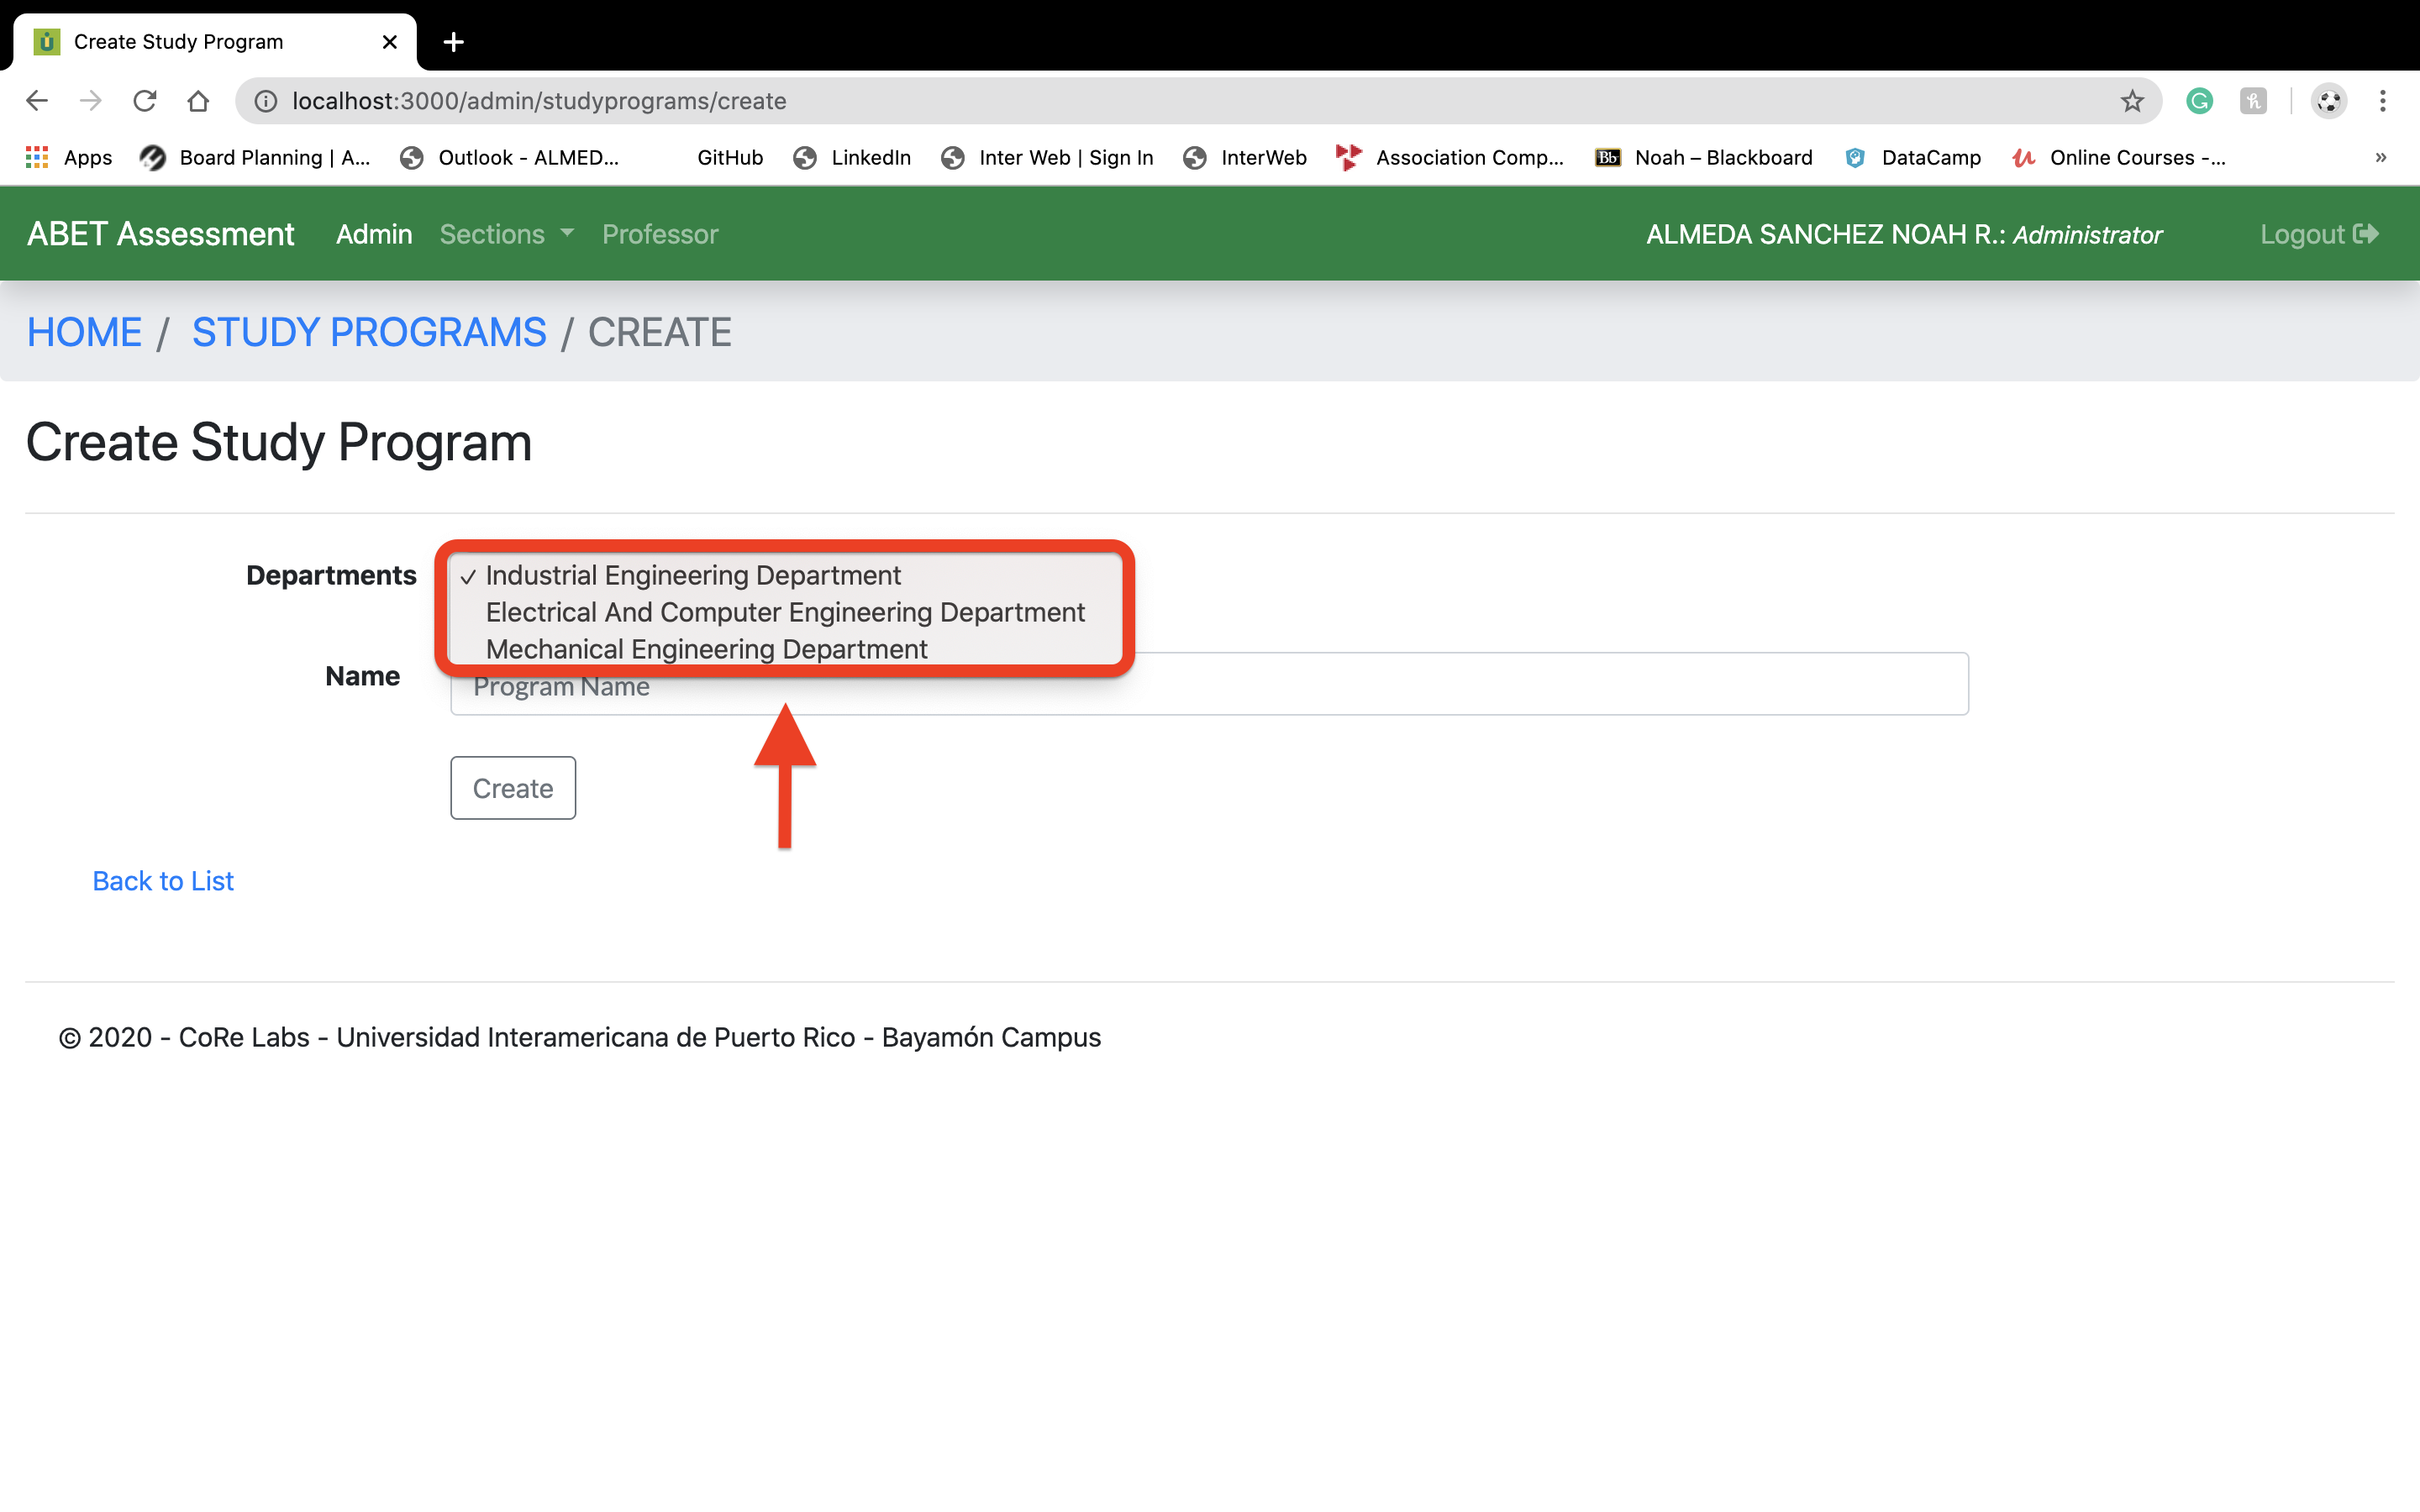 Create Study Program
localhost:3000/admin/studyprograms/create
Apps Board Planning | A... Outlook - ALMED... GitHub LinkedIn Inter Web | Sign In InterWeb Association Comp... Bb Noah – Blackboard DataCamp Online Courses -... »
ABET Assessment Admin Sections Professor ALMEDA SANCHEZ NOAH R.: Administrator Logout
HOME / STUDY PROGRAMS / CREATE
Create Study Program
Departments ✓ Industrial Engineering Department
Electrical And Computer Engineering Department
Mechanical Engineering Department
Name Program Name
Create
Back to List
© 2020 - CoRe Labs - Universidad Interamericana de Puerto Rico - Bayamón Campus